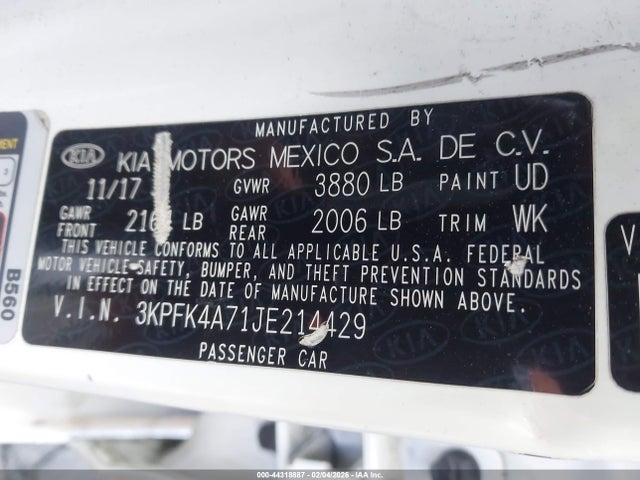 MANUFACTURED BY
KIA KIA MOTORS MEXICO S.A. DE C.V.
11/17 GVWR 3880 LB PAINT UD
GAWR FRONT LB GAWR REAR 2006 LB TRIM WK
THIS VEHICLE CONFORMS TO ALL APPLICABLE U.S.A. FEDERAL
MOTOR VEHICLE SAFETY, BUMPER, AND THEFT PREVENTION STANDARDS
IN EFFECT ON THE DATE OF MANUFACTURE SHOWN ABOVE.
V.I.N. 3KPFK4A71JE214429
PASSENGER CAR
B560
000-44318887 - 02/04/2026 - IAA, Inc.